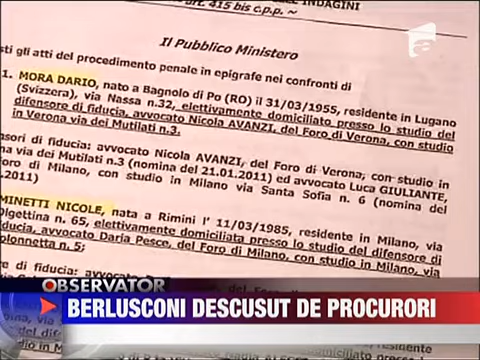 INDAGINI
art. 415 bis c.p.p. ~
Il Pubblico Ministero
gli atti del procedimento penale in epigrafe nei confronti di
1. MORA DARIO, nato a Bagnolo di Po (RO) il 31/03/1955, residente in Lugano
(Svizzera), via Nassa n.32, elettivamente domiciliato presso lo studio del
difensore di fiducia, avvocato Nicola AVANZI, del Foro di Verona, con studio
in Verona via dei Mutilati n.3.
di fiducia: avvocato Nicola AVANZI, del Foro di Verona, con studio in
via dei Mutilati n.3 (nomina del 21.01.2011) ed avvocato Luca GIULIANTE,
Foro di Milano, con studio in Milano via Santa Sofia n. 6 (nomina del
2011)
MINETTI NICOLE, nata a Rimini l' 11/03/1985, residente in Milano, via
Olgettina n. 65, elettivamente domiciliata presso lo studio del difensore di
fiducia, avvocato Daria Pesce, del Foro di Milano, con studio in Milano, via
n. 5;
di fiducia: avvocato
OBSERVATOR
BERLUSCONI DESCUSUT DE PROCURORI